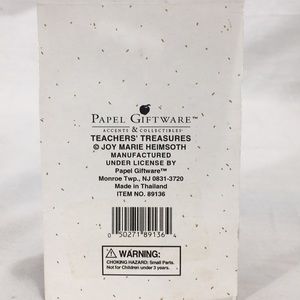 PAPEL GIFTWARE™
ACCENTS & COLLECTIBLES
TEACHERS' TREASURES
© JOY MARIE HEIMSOTH
MANUFACTURED
UNDER LICENSE BY
Papel Giftware™
Monroe Twp., NJ 0831-3720
Made in Thailand
ITEM NO. 89136
0 50271 89136 4
⚠ WARNING:
CHOKING HAZARD: Small Parts.
Not for Children under 3 years.